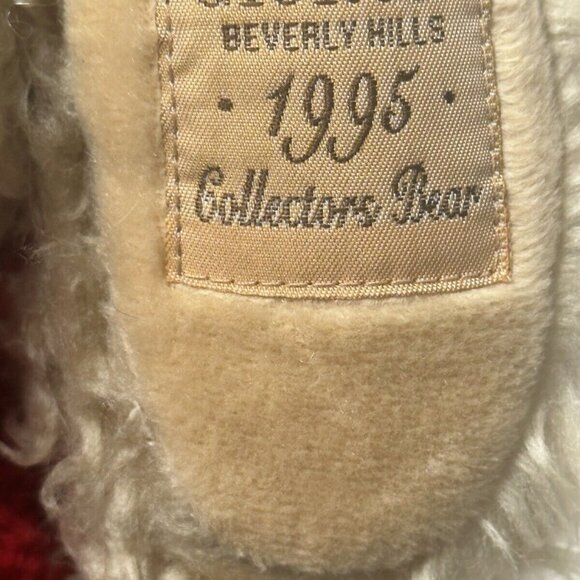 BEVERLY HILLS
· 1995 ·
Collectors Bear